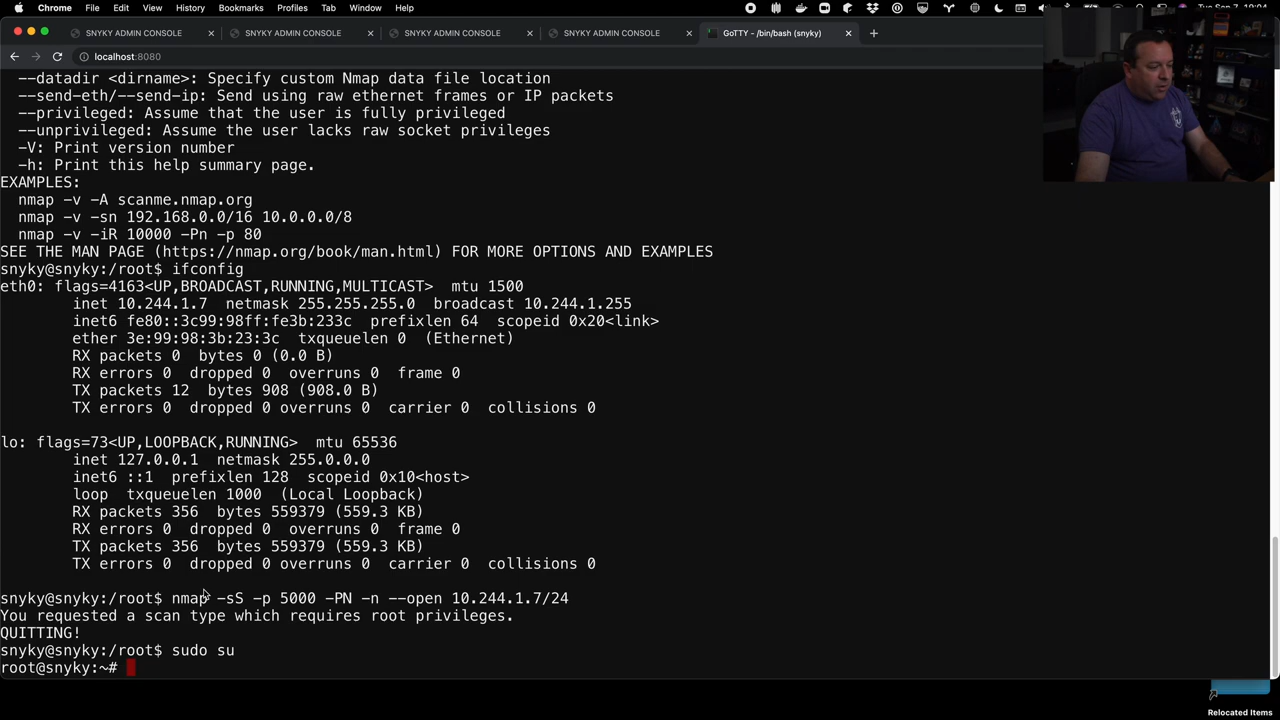 Chrome File Edit View History Bookmarks Profiles Tab Window Help Tue Sep 7 19:04
SNYKY ADMIN CONSOLE × SNYKY ADMIN CONSOLE × SNYKY ADMIN CONSOLE × SNYKY ADMIN CONSOLE × GoTTY - /bin/bash (snyky) × +
localhost:8080
--datadir <dirname>: Specify custom Nmap data file location
--send-eth/--send-ip: Send using raw ethernet frames or IP packets
--privileged: Assume that the user is fully privileged
--unprivileged: Assume the user lacks raw socket privileges
-V: Print version number
-h: Print this help summary page.
EXAMPLES:
nmap -v -A scanme.nmap.org
nmap -v -sn 192.168.0.0/16 10.0.0.0/8
nmap -v -iR 10000 -Pn -p 80
SEE THE MAN PAGE (https://nmap.org/book/man.html) FOR MORE OPTIONS AND EXAMPLES
snyky@snyky:/root$ ifconfig
eth0: flags=4163<UP,BROADCAST,RUNNING,MULTICAST> mtu 1500
inet 10.244.1.7 netmask 255.255.255.0 broadcast 10.244.1.255
inet6 fe80::3c99:98ff:fe3b:233c prefixlen 64 scopeid 0x20<link>
ether 3e:99:98:3b:23:3c txqueuelen 0 (Ethernet)
RX packets 0 bytes 0 (0.0 B)
RX errors 0 dropped 0 overruns 0 frame 0
TX packets 12 bytes 908 (908.0 B)
TX errors 0 dropped 0 overruns 0 carrier 0 collisions 0
lo: flags=73<UP,LOOPBACK,RUNNING> mtu 65536
inet 127.0.0.1 netmask 255.0.0.0
inet6 ::1 prefixlen 128 scopeid 0x10<host>
loop txqueuelen 1000 (Local Loopback)
RX packets 356 bytes 559379 (559.3 KB)
RX errors 0 dropped 0 overruns 0 frame 0
TX packets 356 bytes 559379 (559.3 KB)
TX errors 0 dropped 0 overruns 0 carrier 0 collisions 0
snyky@snyky:/root$ nmap -sS -p 5000 -PN -n --open 10.244.1.7/24
You requested a scan type which requires root privileges.
QUITTING!
snyky@snyky:/root$ sudo su
root@snyky:~#
Relocated Items